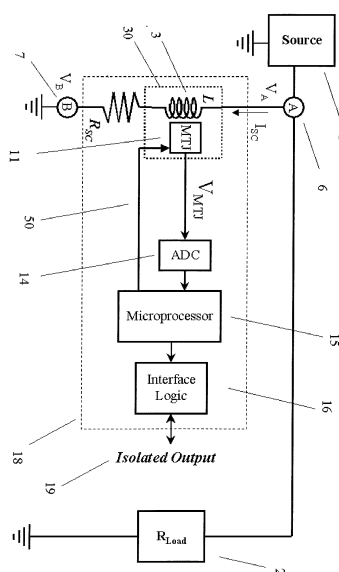 Source
3
30
7
V_B
B
L
V_A
A
R_SC
I_SC
MTJ
6
11
V_MTJ
50
ADC
14
Microprocessor
15
Interface Logic
16
18
Isolated Output
19
R_Load